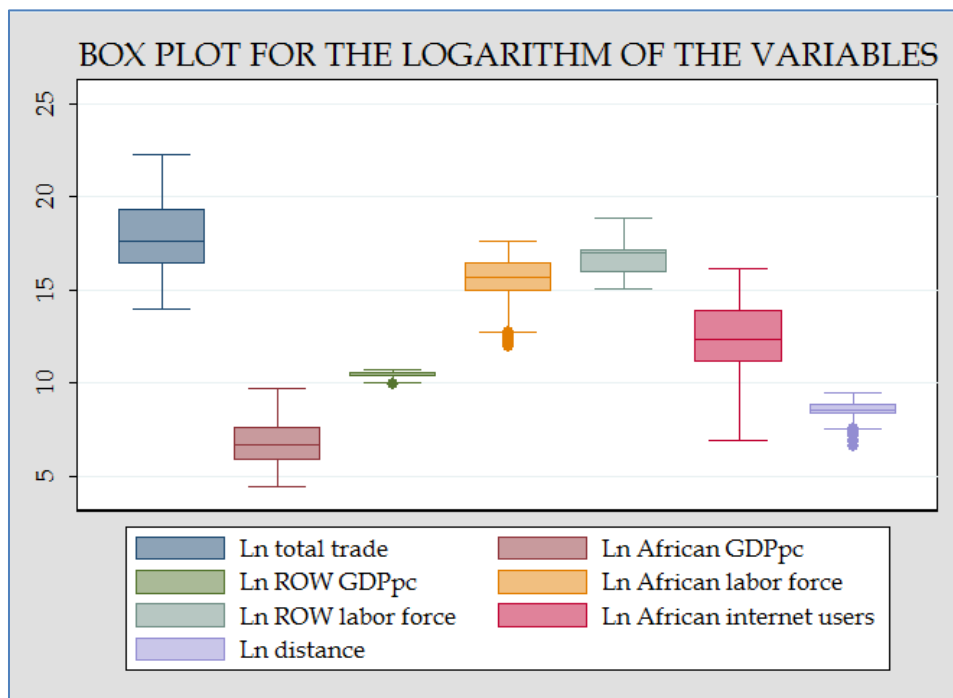 BOX PLOT FOR THE LOGARITHM OF THE VARIABLES
25
20
15
10
5
Ln total trade
Ln African GDPpc
Ln ROW GDPpc
Ln African labor force
Ln ROW labor force
Ln African internet users
Ln distance